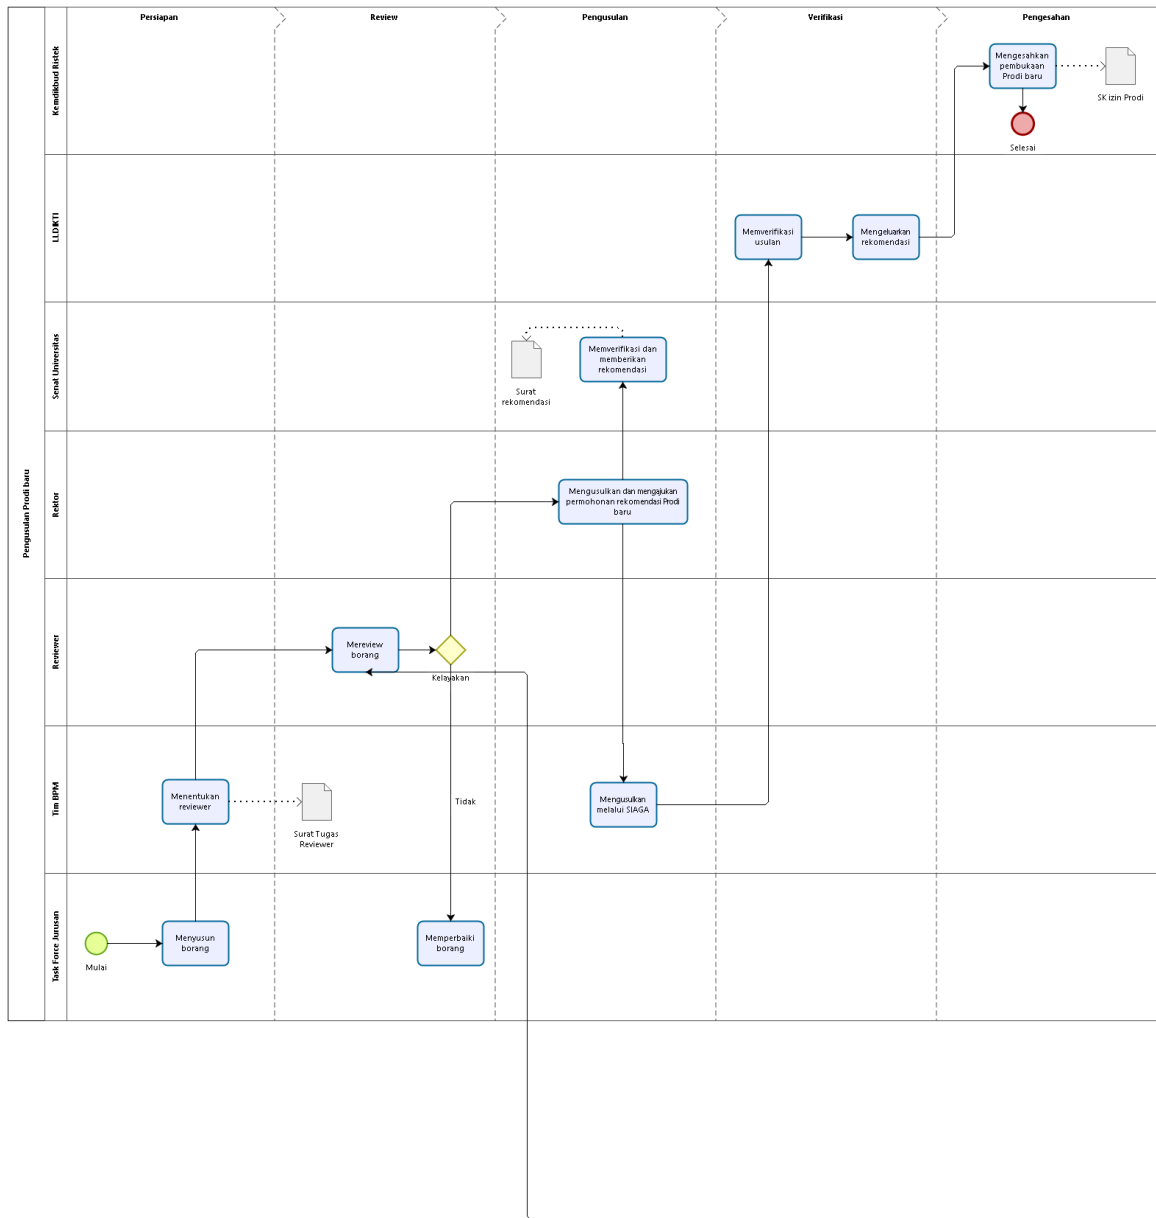 Persiapan
Review
Pengusulan
Verifikasi
Pengesahan
Pengusulan Prodi baru
Kemdikbud Ristek
Mengesahkan
pembukaan
Prodi baru
SK izin Prodi
Selesai
LLDIKTI
Memverifikasi
usulan
Mengeluarkan
rekomendasi
Senat Universitas
Surat
rekomendasi
Memverifikasi dan
memberikan
rekomendasi
Rektor
Mengusulkan dan mengajukan
permohonan rekomendasi Prodi
baru
Reviewer
Mereview
borang
Kelayakan
Tim BPM
Menentukan
reviewer
Surat Tugas
Reviewer
Tidak
Mengusulkan
melalui SIAGA
Task Force Jurusan
Mulai
Menyusun
borang
Memperbaiki
borang